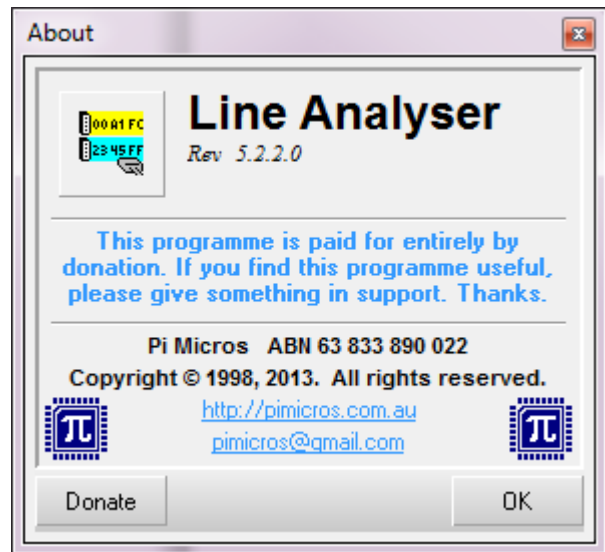 About
00 A1 FC
23 45 FF
Line Analyser
Rev 5.2.2.0
This programme is paid for entirely by
donation. If you find this programme useful,
please give something in support. Thanks.
Pi Micros ABN 63 833 890 022
Copyright © 1998, 2013. All rights reserved.
http://pimicros.com.au
pimicros@gmail.com
π
π
Donate
OK